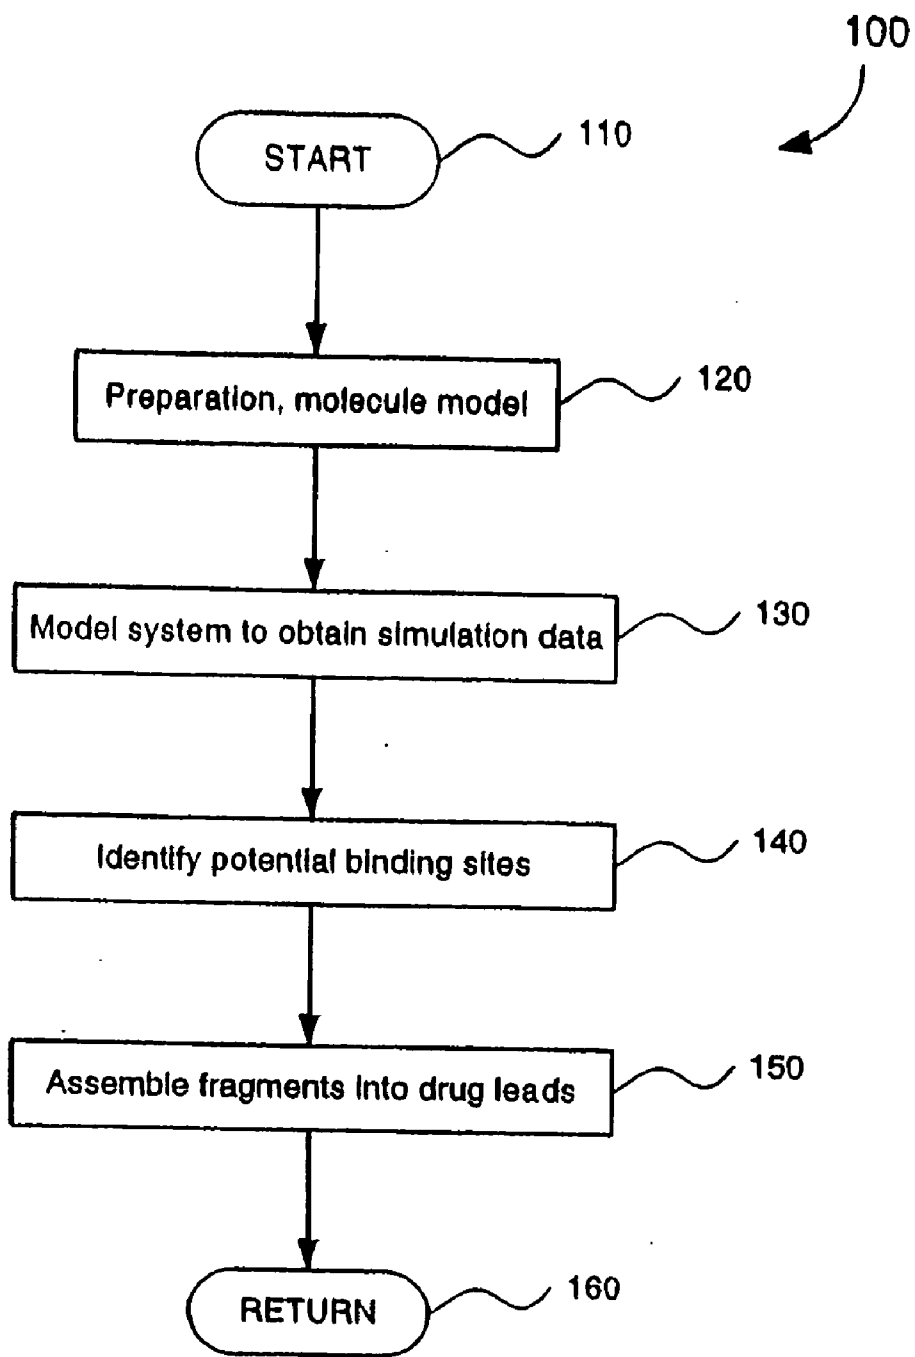 100
START
110
Preparation, molecule model
120
Model system to obtain simulation data
130
Identify potential binding sites
140
Assemble fragments into drug leads
150
RETURN
160